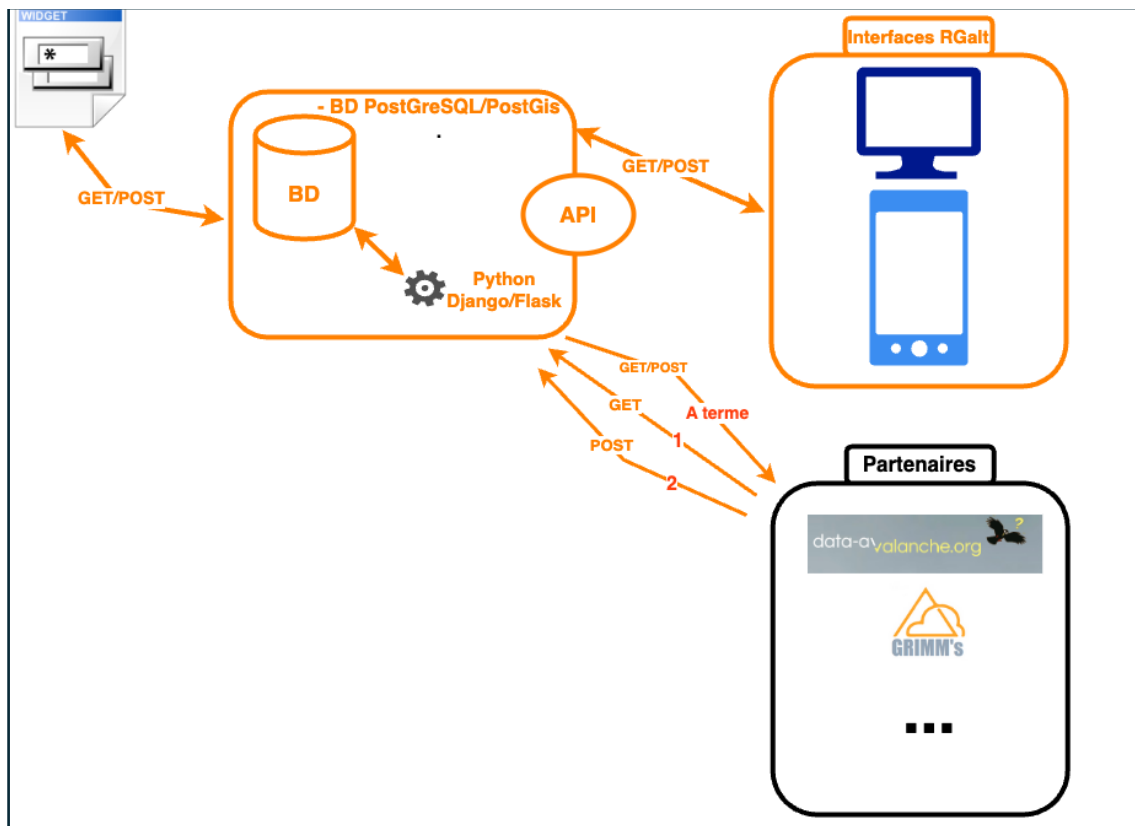 WIDGET
*
GET/POST
- BD PostGreSQL/PostGis
.
BD
Python
Django/Flask
API
GET/POST
Interfaces RGalt
GET/POST
A terme
GET
1
POST
2
Partenaires
data-avalanche.org
?
GRIMM's
...